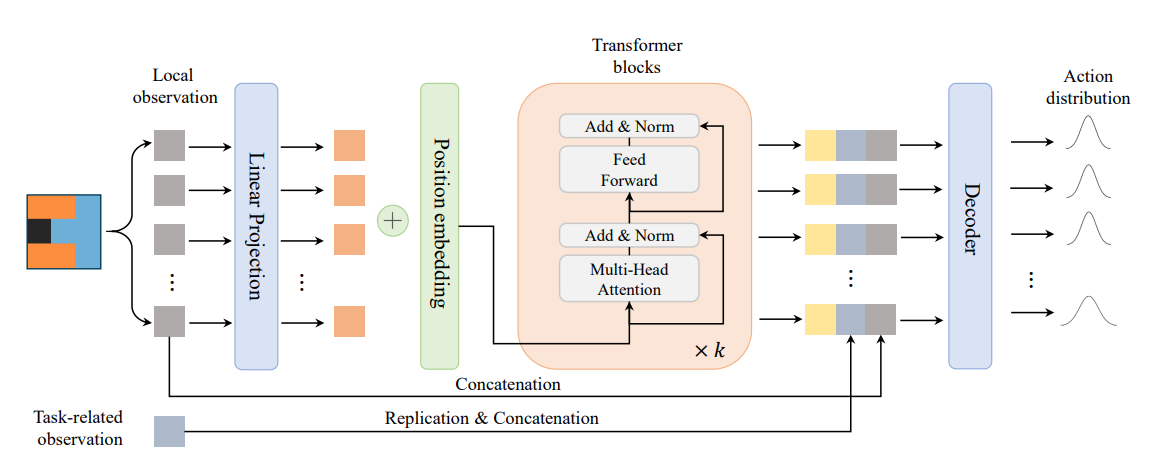 Transformer
blocks
Local
observation
Action
distribution
Linear Projection
Position embedding
Add & Norm
Feed
Forward
Add & Norm
Multi-Head
Attention
× k
Decoder
⋮
⋮
⋮
⋮
Concatenation
Replication & Concatenation
Task-related
observation